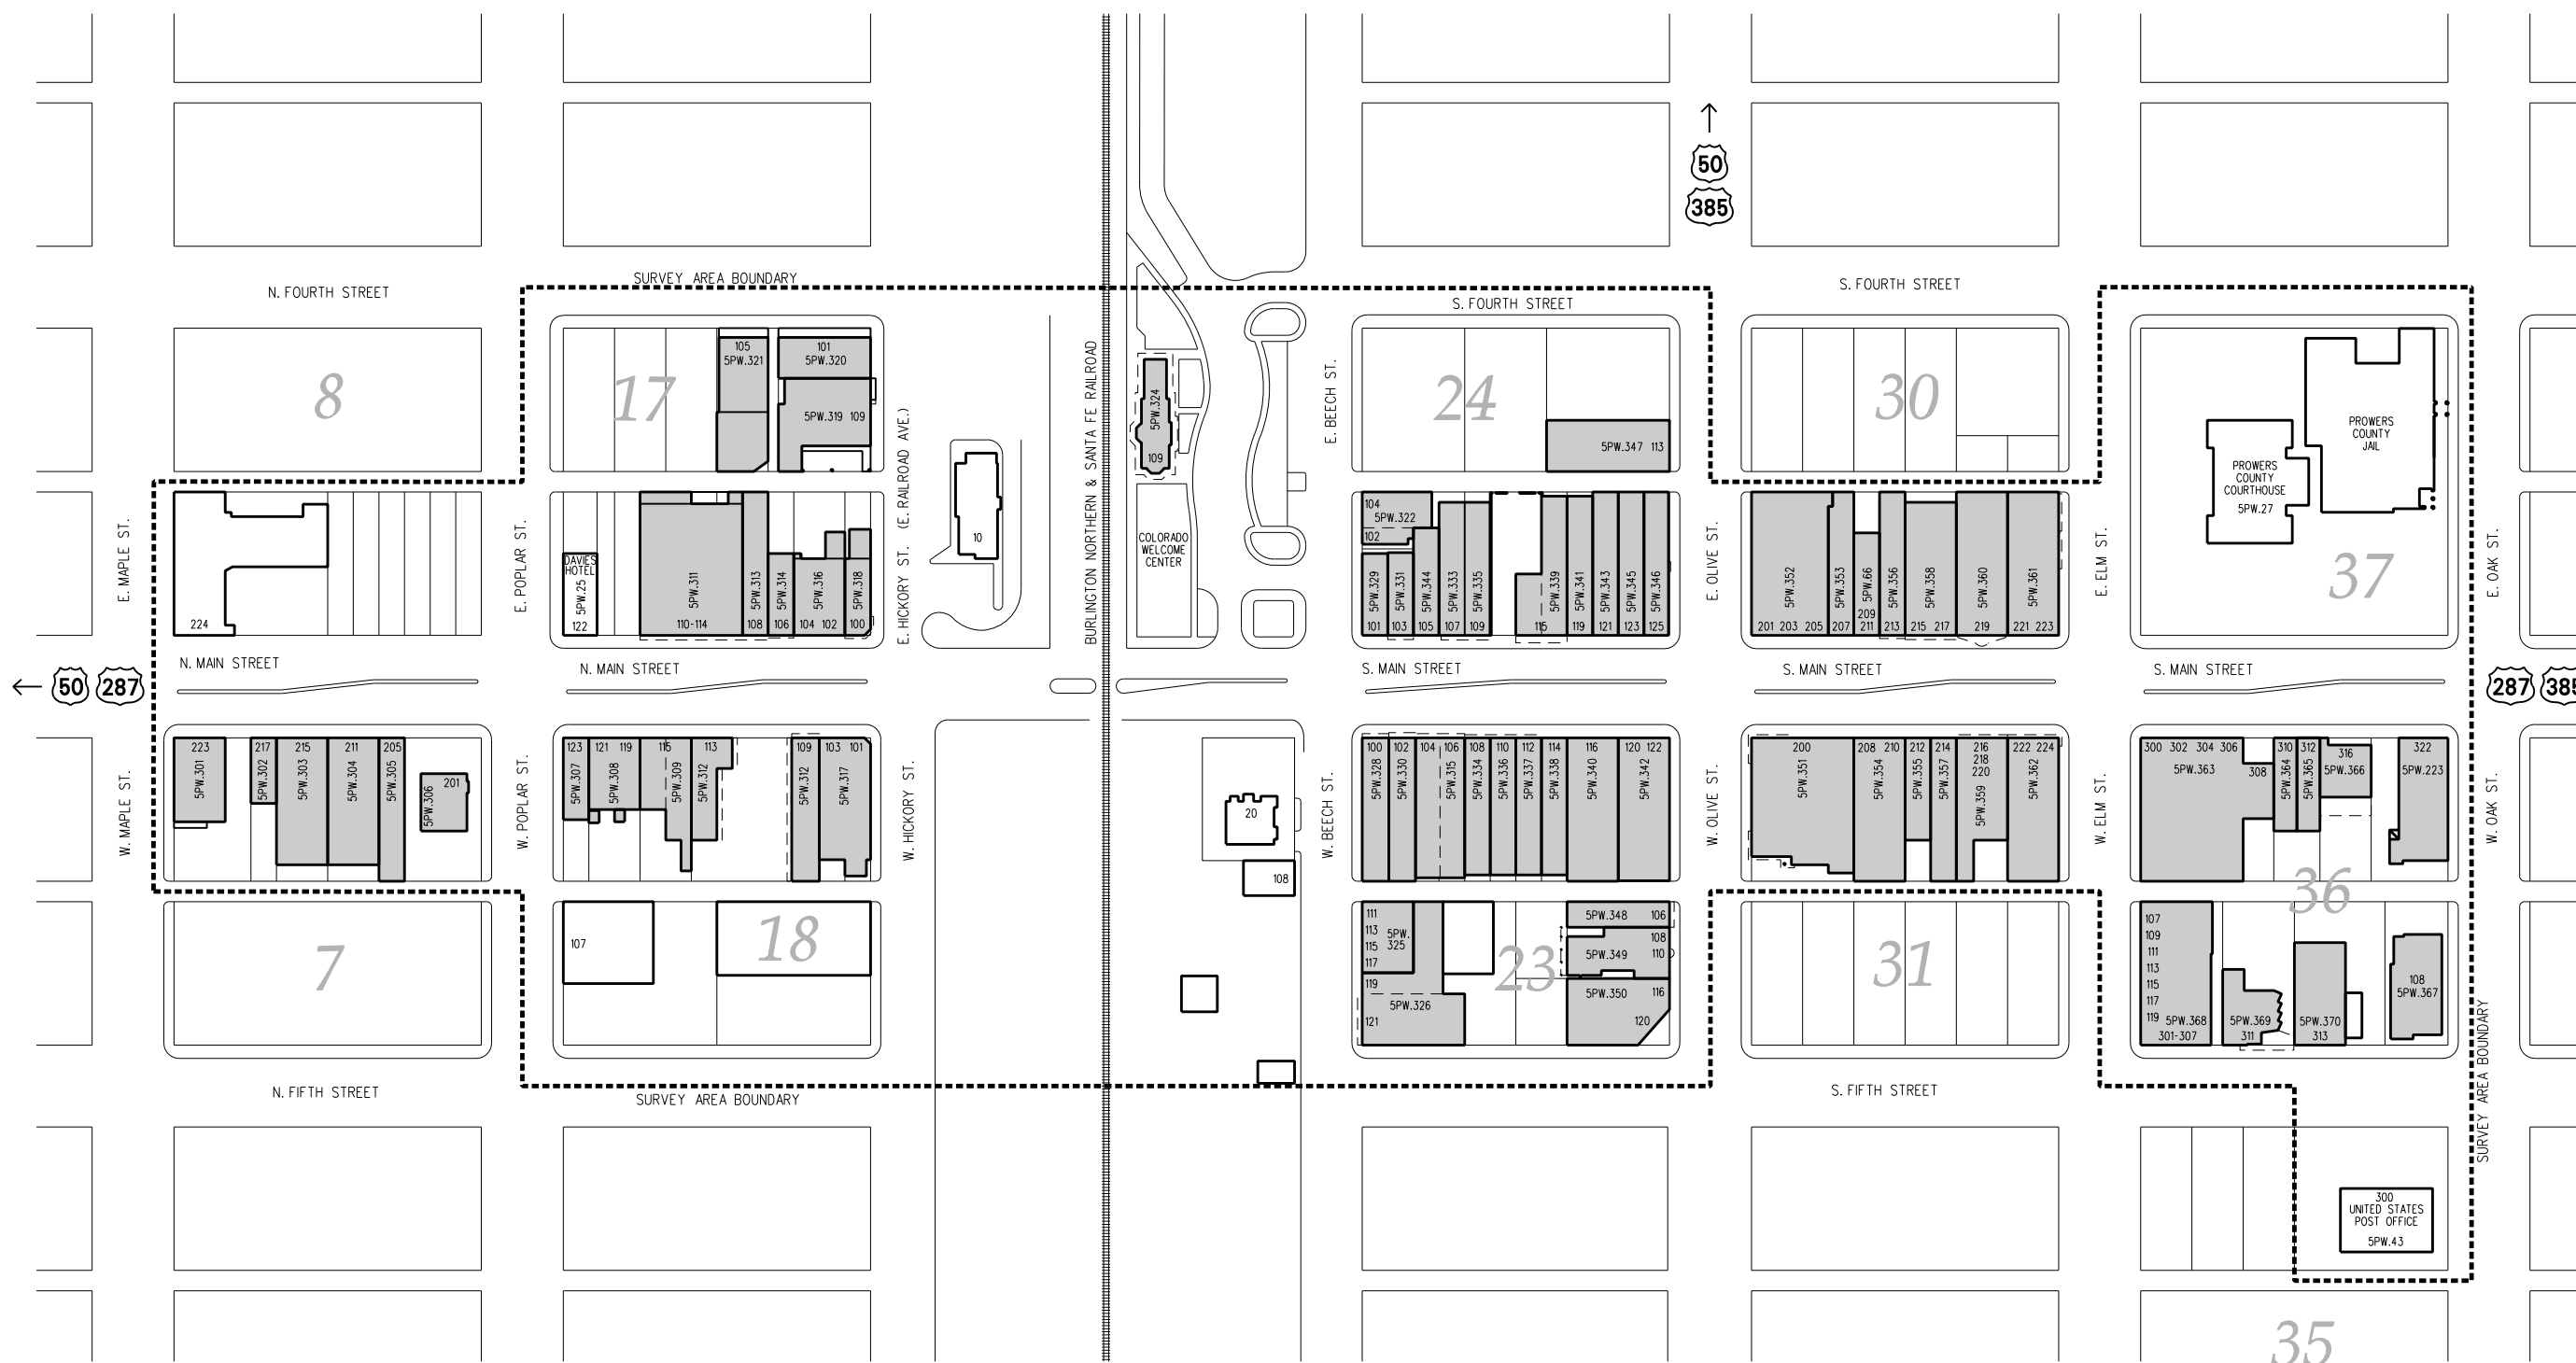 50
385
SURVEY AREA BOUNDARY
N. FOURTH STREET
S. FOURTH STREET
S. FOURTH STREET
8
17
105
5PW.321
101
5PW.320
5PW.319 109
5PW.324
109
24
5PW.347 113
30
PROWERS
COUNTY
JAIL
PROWERS
COUNTY
COURTHOUSE
5PW.27
37
E. MAPLE ST.
E. POPLAR ST.
E. HICKORY ST. (E. RAILROAD AVE.)
BURLINGTON NORTHERN & SANTA FE RAILROAD
E. BEECH ST.
E. OLIVE ST.
E. ELM ST.
E. OAK ST.
224
DAVIES
HOTEL
5PW.25
122
5PW.311
110-114
5PW.313
108
5PW.314
106
5PW.316
104 102
5PW.318
100
10
COLORADO
WELCOME
CENTER
104
5PW.322
102
5PW.329
101
5PW.331
103
5PW.344
105
5PW.333
107
5PW.335
109
5PW.339
115
5PW.341
119
5PW.343
121
5PW.345
123
5PW.346
125
5PW.352
201 203 205
5PW.353
207
5PW.66
209
211
5PW.356
213
5PW.358
215 217
5PW.360
219
5PW.361
221 223
N. MAIN STREET
N. MAIN STREET
S. MAIN STREET
S. MAIN STREET
S. MAIN STREET
50 287
287 385
223
5PW.301
217
5PW.302
215
5PW.303
211
5PW.304
205
5PW.305
201
5PW.306
123
5PW.307
121 119
5PW.308
115
5PW.309
113
5PW.312
109
5PW.312
103 101
5PW.317
20
108
100
5PW.328
102
5PW.330
104 106
5PW.315
108
5PW.334
110
5PW.336
112
5PW.337
114
5PW.338
116
5PW.340
120 122
5PW.342
200
5PW.351
208 210
5PW.354
212
5PW.355
214
5PW.357
216
218
220
5PW.359
222 224
5PW.362
300 302 304 306
5PW.363
308
310
5PW.364
312
5PW.365
316
5PW.366
322
5PW.223
W. MAPLE ST.
W. POPLAR ST.
W. HICKORY ST.
W. BEECH ST.
W. OLIVE ST.
W. ELM ST.
W. OAK ST.
36
7
107
18
111
113
115
117
5PW.
325
119
5PW.326
121
23
5PW.348 106
108
5PW.349
110
5PW.350 116
120
31
107
109
111
113
115
117
119 5PW.368
301-307
5PW.369
311
5PW.370
313
108
5PW.367
N. FIFTH STREET
SURVEY AREA BOUNDARY
S. FIFTH STREET
SURVEY AREA BOUNDARY
300
UNITED STATES
POST OFFICE
5PW.43
35